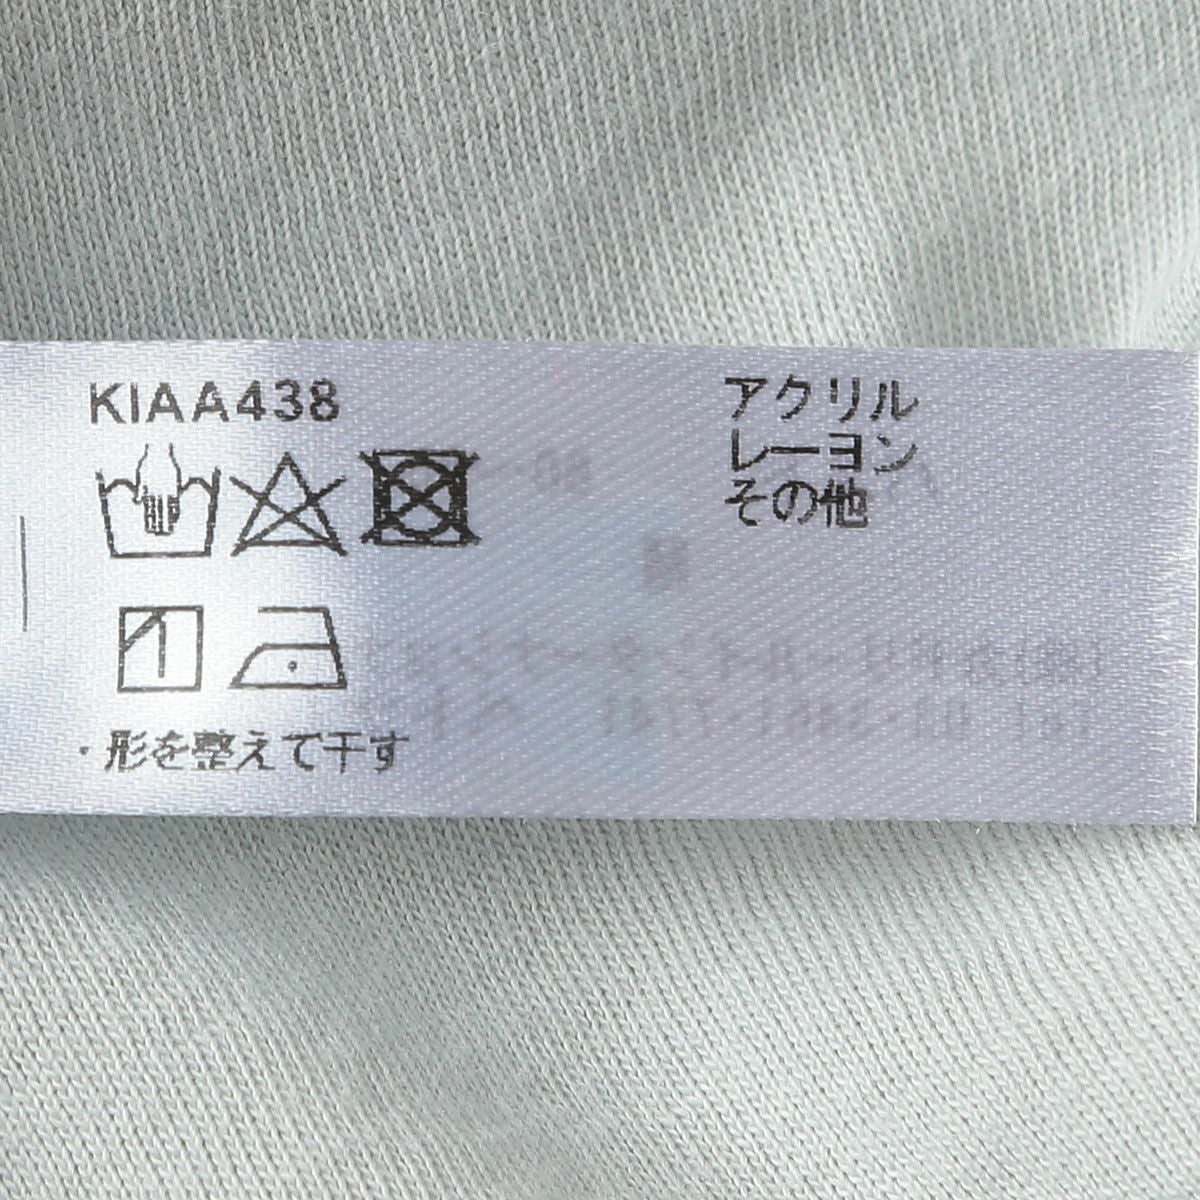 KIAA438
アクリル
レーヨン
その他
・形を整えて干す